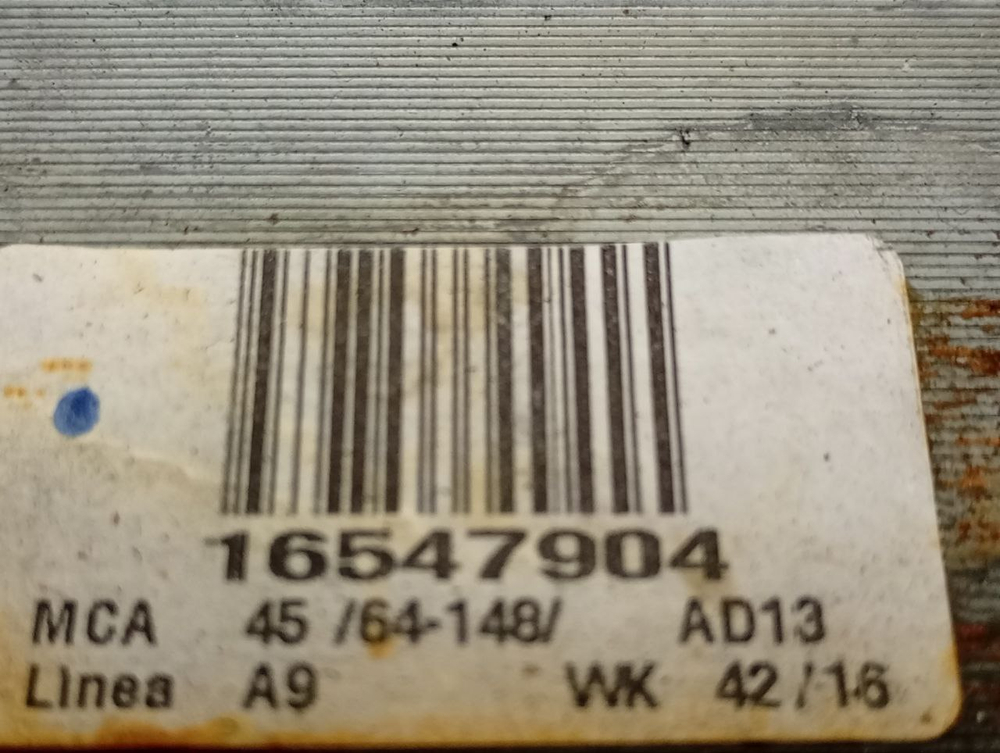 16547904
MCA 45 /64-148/ AD13
Linea A9 WK 42/16